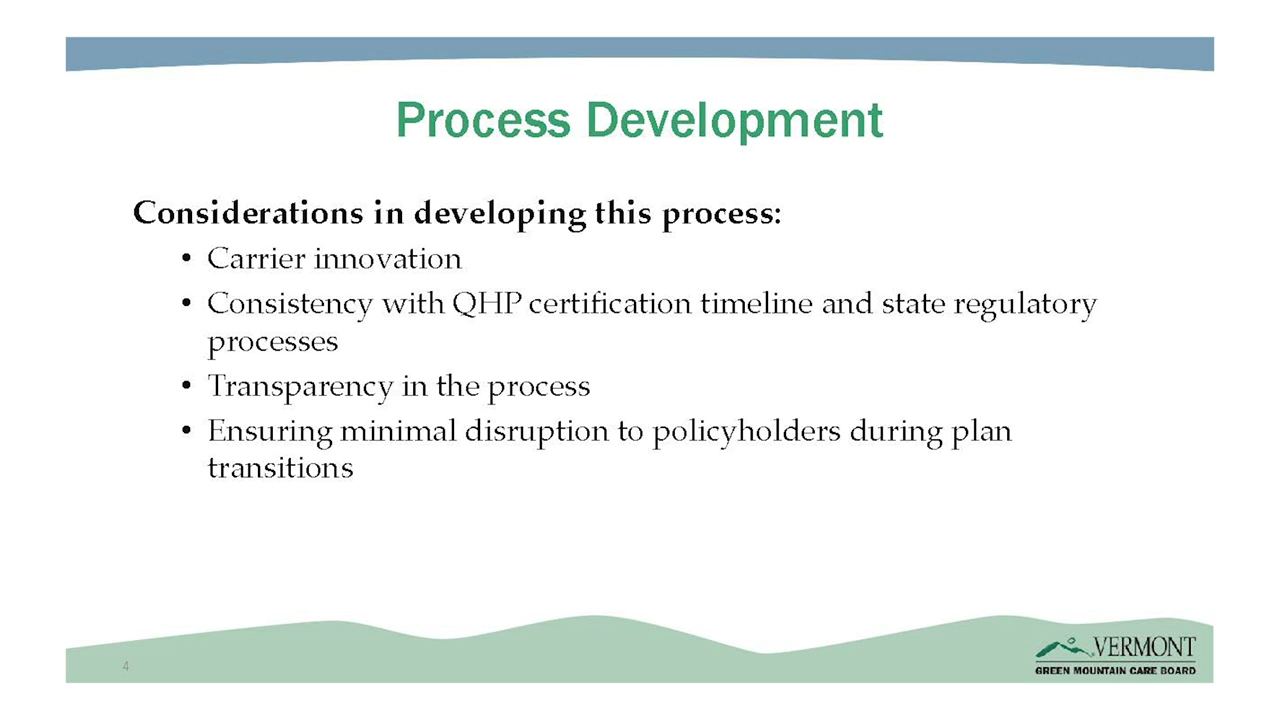 Process Development
Considerations in developing this process:
• Carrier innovation
• Consistency with QHP certification timeline and state regulatory
processes
• Transparency in the process
• Ensuring minimal disruption to policyholders during plan
transitions
4
VERMONT
GREEN MOUNTAIN CARE BOARD